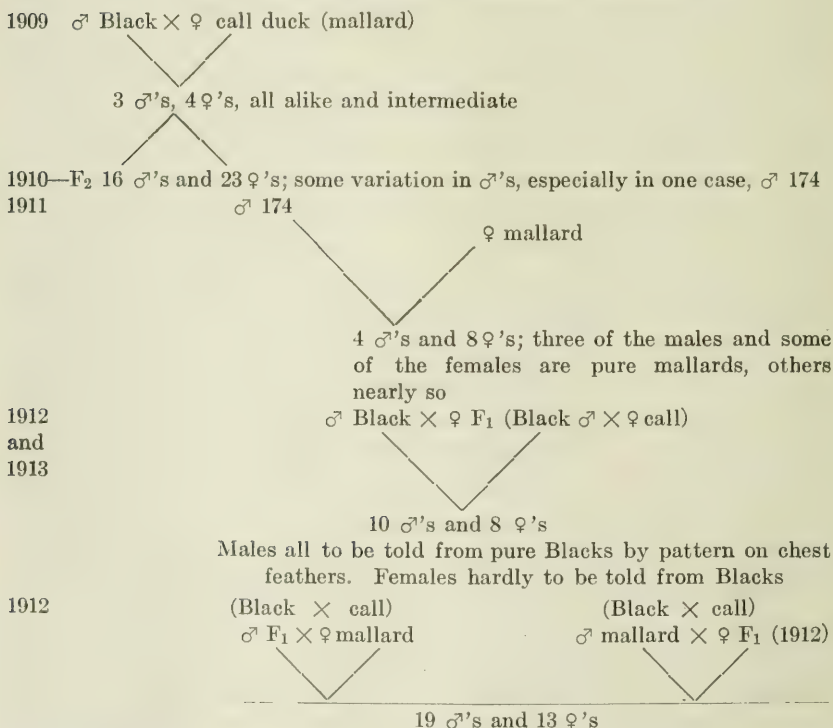 1909 ♂ Black × ♀ call duck (mallard)
3 ♂'s, 4♀'s, all alike and intermediate
1910—F₂ 16 ♂'s and 23 ♀'s; some variation in ♂'s, especially in one case, ♂ 174
1911 ♂ 174
♀ mallard
4 ♂'s and 8♀'s; three of the males and some
of the females are pure mallards, others
nearly so
1912 ♂ Black × ♀ F₁ (Black ♂ × ♀ call)
and
1913
10 ♂'s and 8 ♀'s
Males all to be told from pure Blacks by pattern on chest
feathers. Females hardly to be told from Blacks
1912 (Black × call) (Black × call)
♂ F₁ × ♀ mallard ♂ mallard × ♀ F₁ (1912)
19 ♂'s and 13 ♀'s